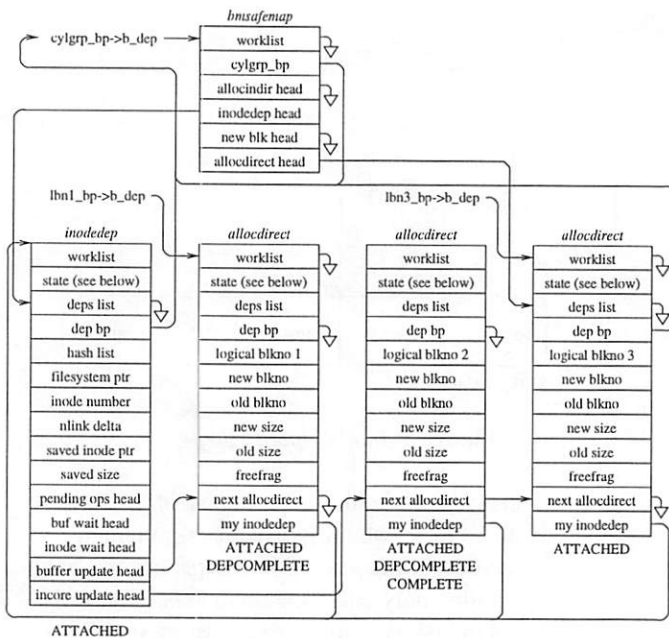 bmsafemap
cylgrp_bp->b_dep
worklist
cylgrp_bp
allocindir head
inodedep head
new blk head
allocdirect head
lbn1_bp->b_dep
lbn3_bp->b_dep
inodedep
worklist
state (see below)
deps list
dep bp
hash list
filesystem ptr
inode number
nlink delta
saved inode ptr
saved size
pending ops head
buf wait head
inode wait head
buffer update head
incore update head
ATTACHED
allocdirect
worklist
state (see below)
deps list
dep bp
logical blkno 1
new blkno
old blkno
new size
old size
freefrag
next allocdirect
my inodedep
ATTACHED
DEPCOMPLETE
allocdirect
worklist
state (see below)
deps list
dep bp
logical blkno 2
new blkno
old blkno
new size
old size
freefrag
next allocdirect
my inodedep
ATTACHED
DEPCOMPLETE
COMPLETE
allocdirect
worklist
state (see below)
deps list
dep bp
logical blkno 3
new blkno
old blkno
new size
old size
freefrag
next allocdirect
my inodedep
ATTACHED